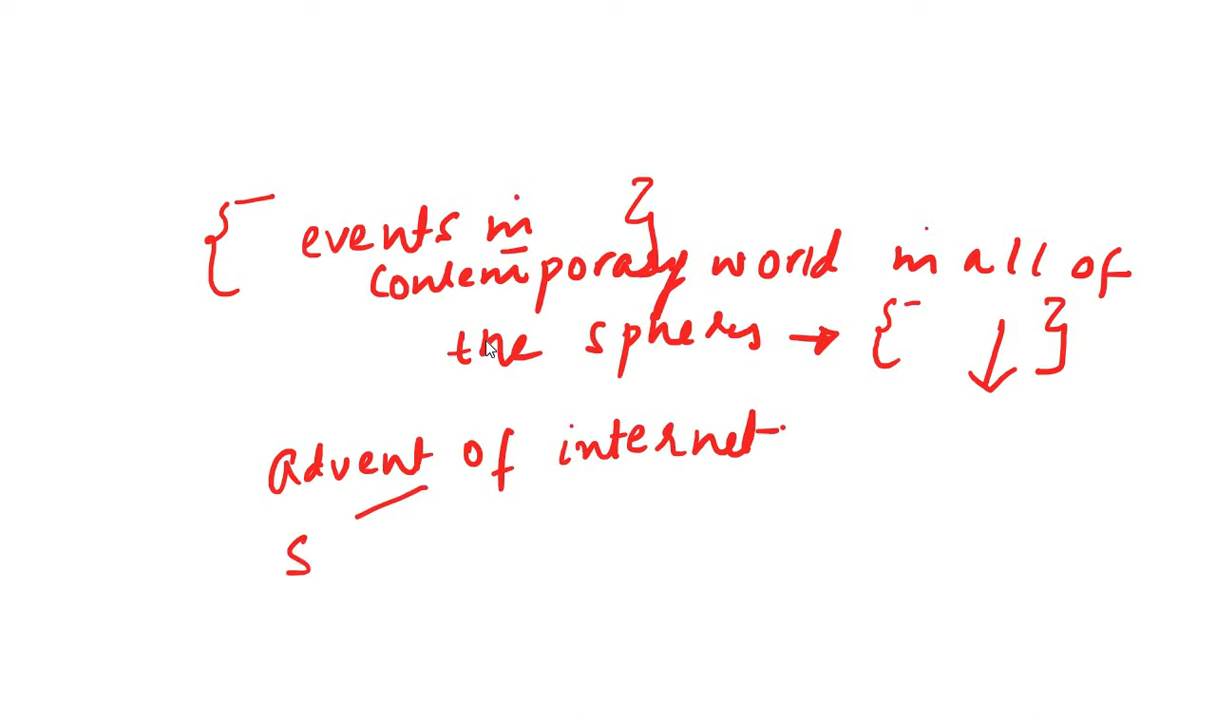 { events in }
contemporary world in all of
the spheres → { ↓ }
advent of internet
s